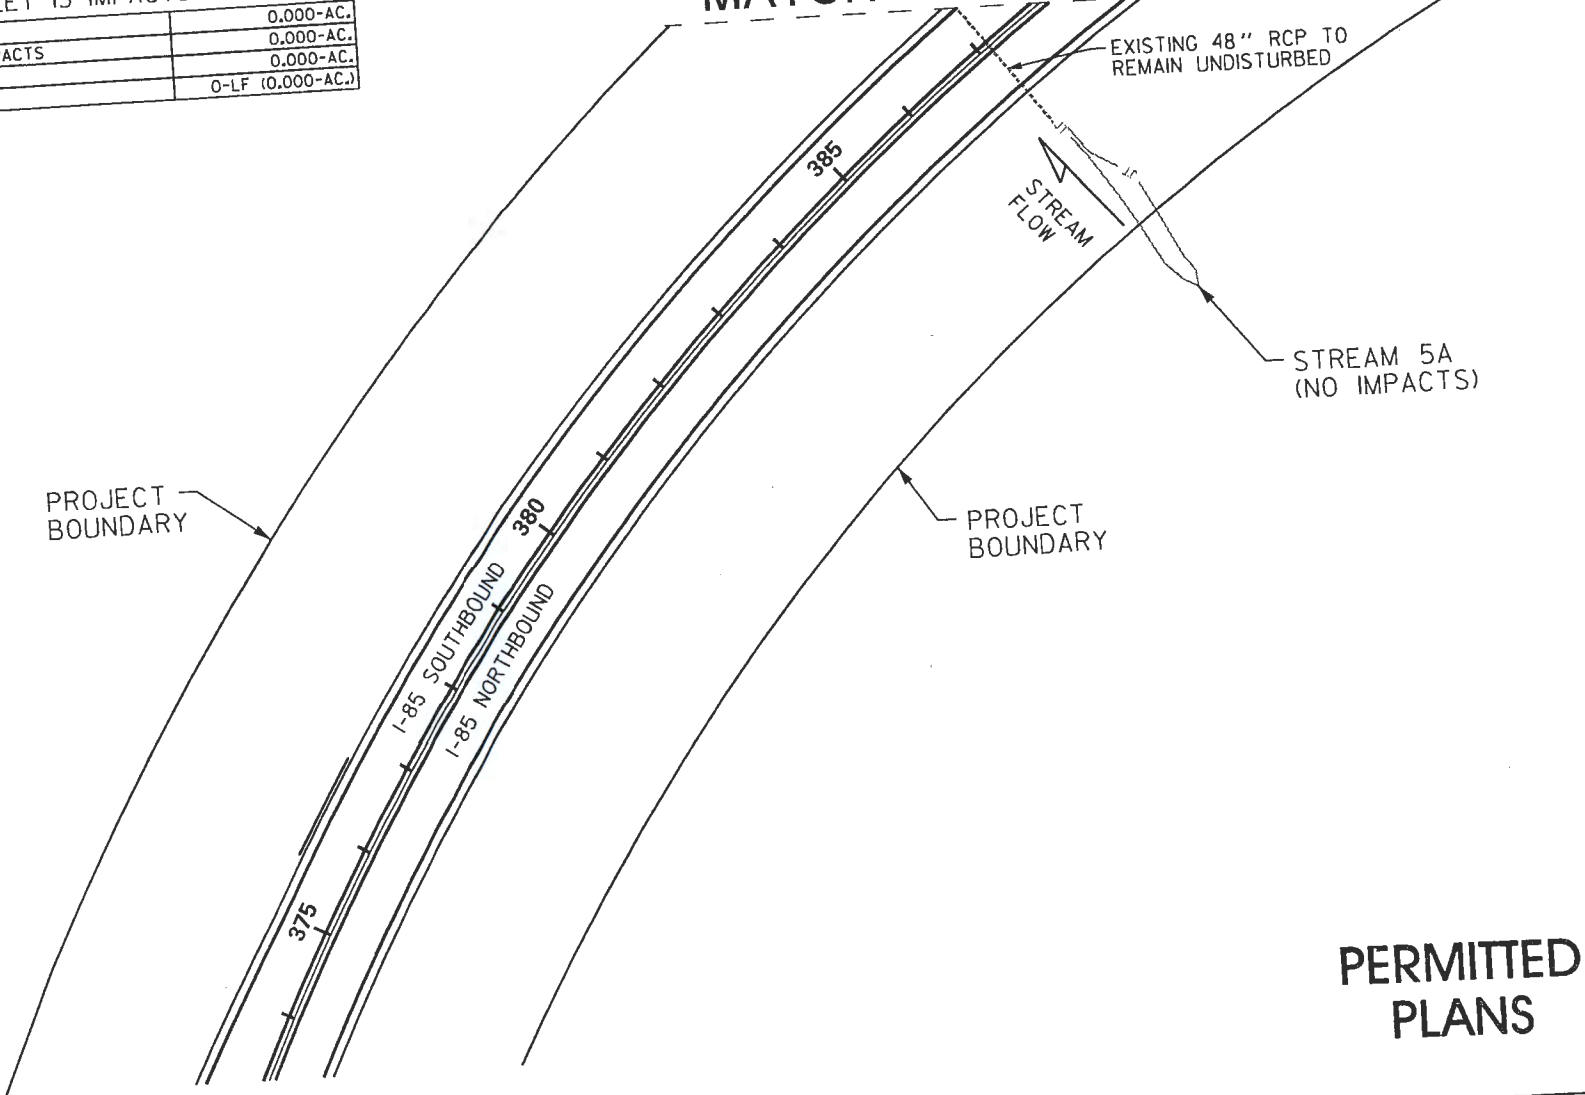 0.000-AC.
0.000-AC.
0.000-AC.
0-LF (0.000-AC.)
EXISTING 48" RCP TO
REMAIN UNDISTURBED
385
JT
JT
STREAM
FLOW
STREAM 5A
(NO IMPACTS)
PROJECT
BOUNDARY
380
PROJECT
BOUNDARY
I-85 SOUTHBOUND
I-85 NORTHBOUND
375
PERMITTED
PLANS